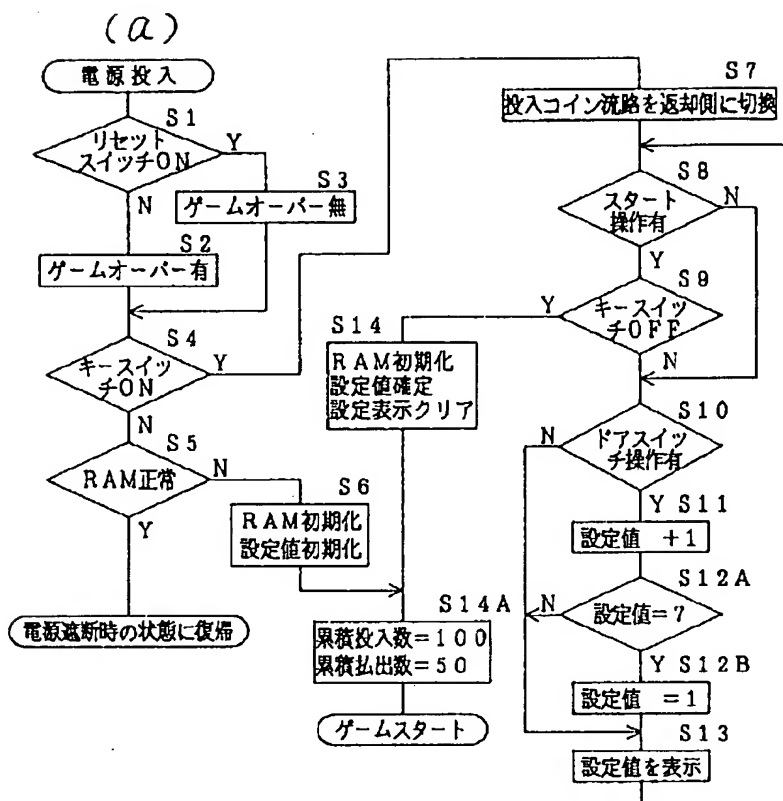 (a)
電源投入
S1
リセット
スイッチON
Y
N
S3
ゲームオーバー無
S2
ゲームオーバー有
S4
キースイッ
チON
Y
N
S5
RAM正常
N
Y
S6
RAM初期化
設定値初期化
電源遮断時の状態に復帰
S14
RAM初期化
設定値確定
設定表示クリア
S14A
累積投入数=100
累積払出数=50
ゲームスタート
S7
投入コイン流路を返却側に切換
S8
スタート
操作有
N
Y
S9
キースイッ
チOFF
Y
N
S10
ドアスイッ
チ操作有
N
Y S11
設定値 +1
S12A
設定値=7
N
Y S12B
設定値 =1
S13
設定値を表示